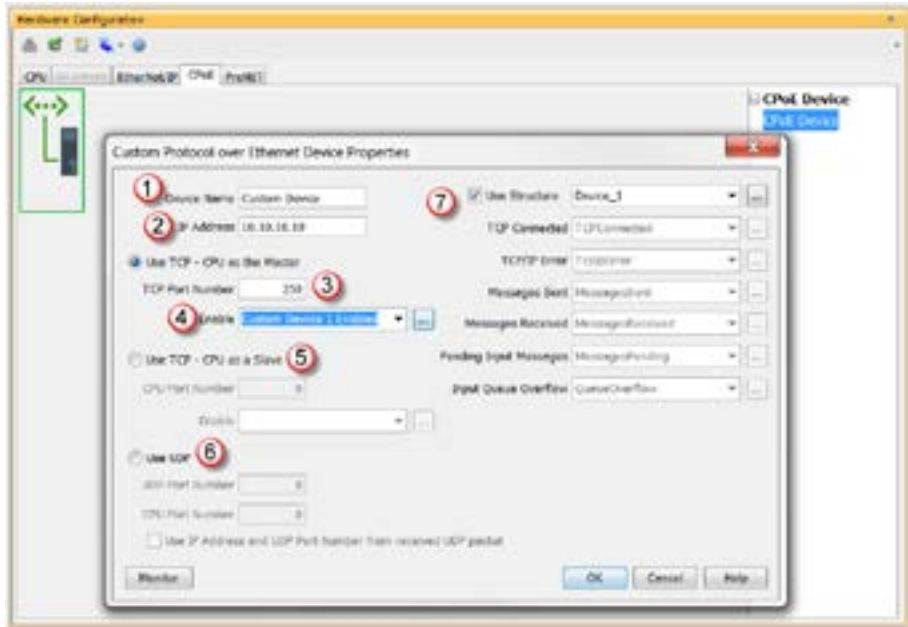 Hardware Configuration
CPU EtherNet/IP CPoE ProfiNET
CPoE Device
CPoE Device
Custom Protocol over Ethernet Device Properties
1
Device Name Custom Device
2
IP Address 10.10.10.10
Use TCP - CPU as the Master
TCP Port Number 250
3
4
Enable Custom Device 1 Enabled
Use TCP - CPU as a Slave
5
CPU Port Number 0
Enable
Use UDP
6
UDP Port Number 0
CPU Port Number 0
Use IP Address and UDP Port Number from received UDP packet
7
Use Structure Device_1
TCP Connected TCPConnected
TCP/IP Error
Messages Sent MessagesSent
Messages Received MessagesReceived
Pending Input Messages MessagesPending
Input Queue Overflow QueueOverflow
Monitor
OK
Cancel
Help